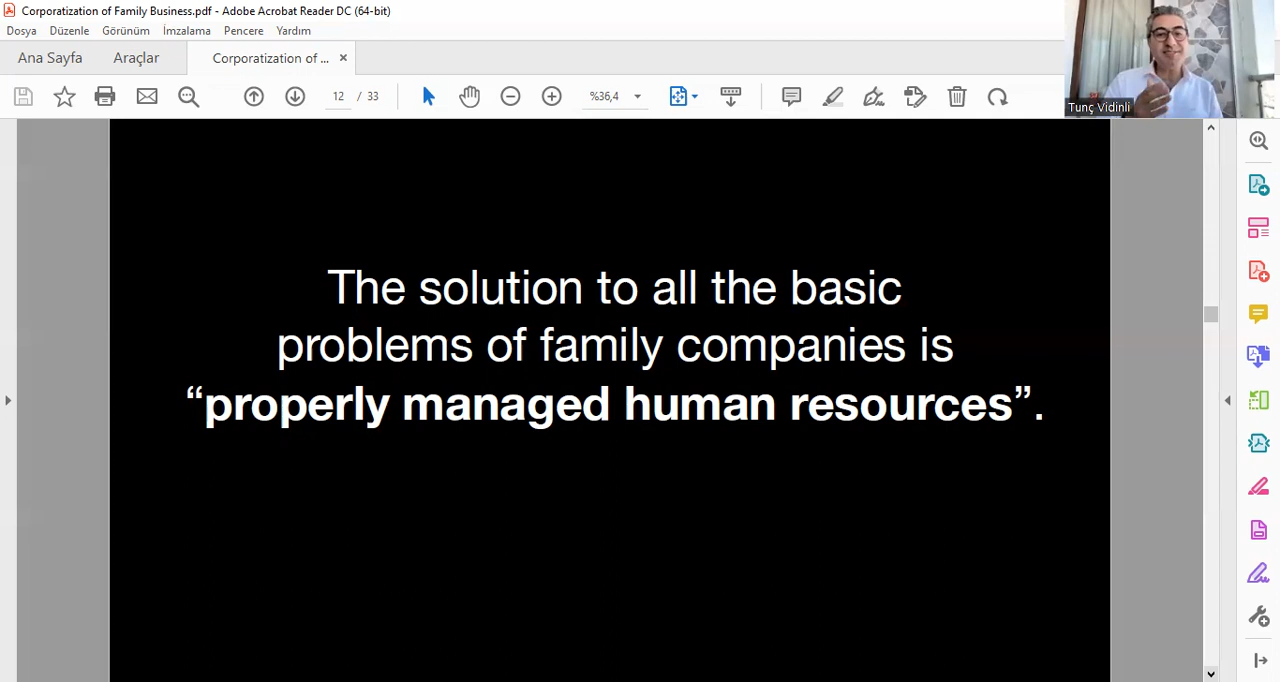 Corporatization of Family Business.pdf - Adobe Acrobat Reader DC (64-bit)
Dosya Düzenle Görünüm İmzalama Pencere Yardım
Ana Sayfa Araçlar Corporatization of ...
12 / 33 %36,4
Tunç Vidinli
The solution to all the basic
problems of family companies is
“properly managed human resources”.